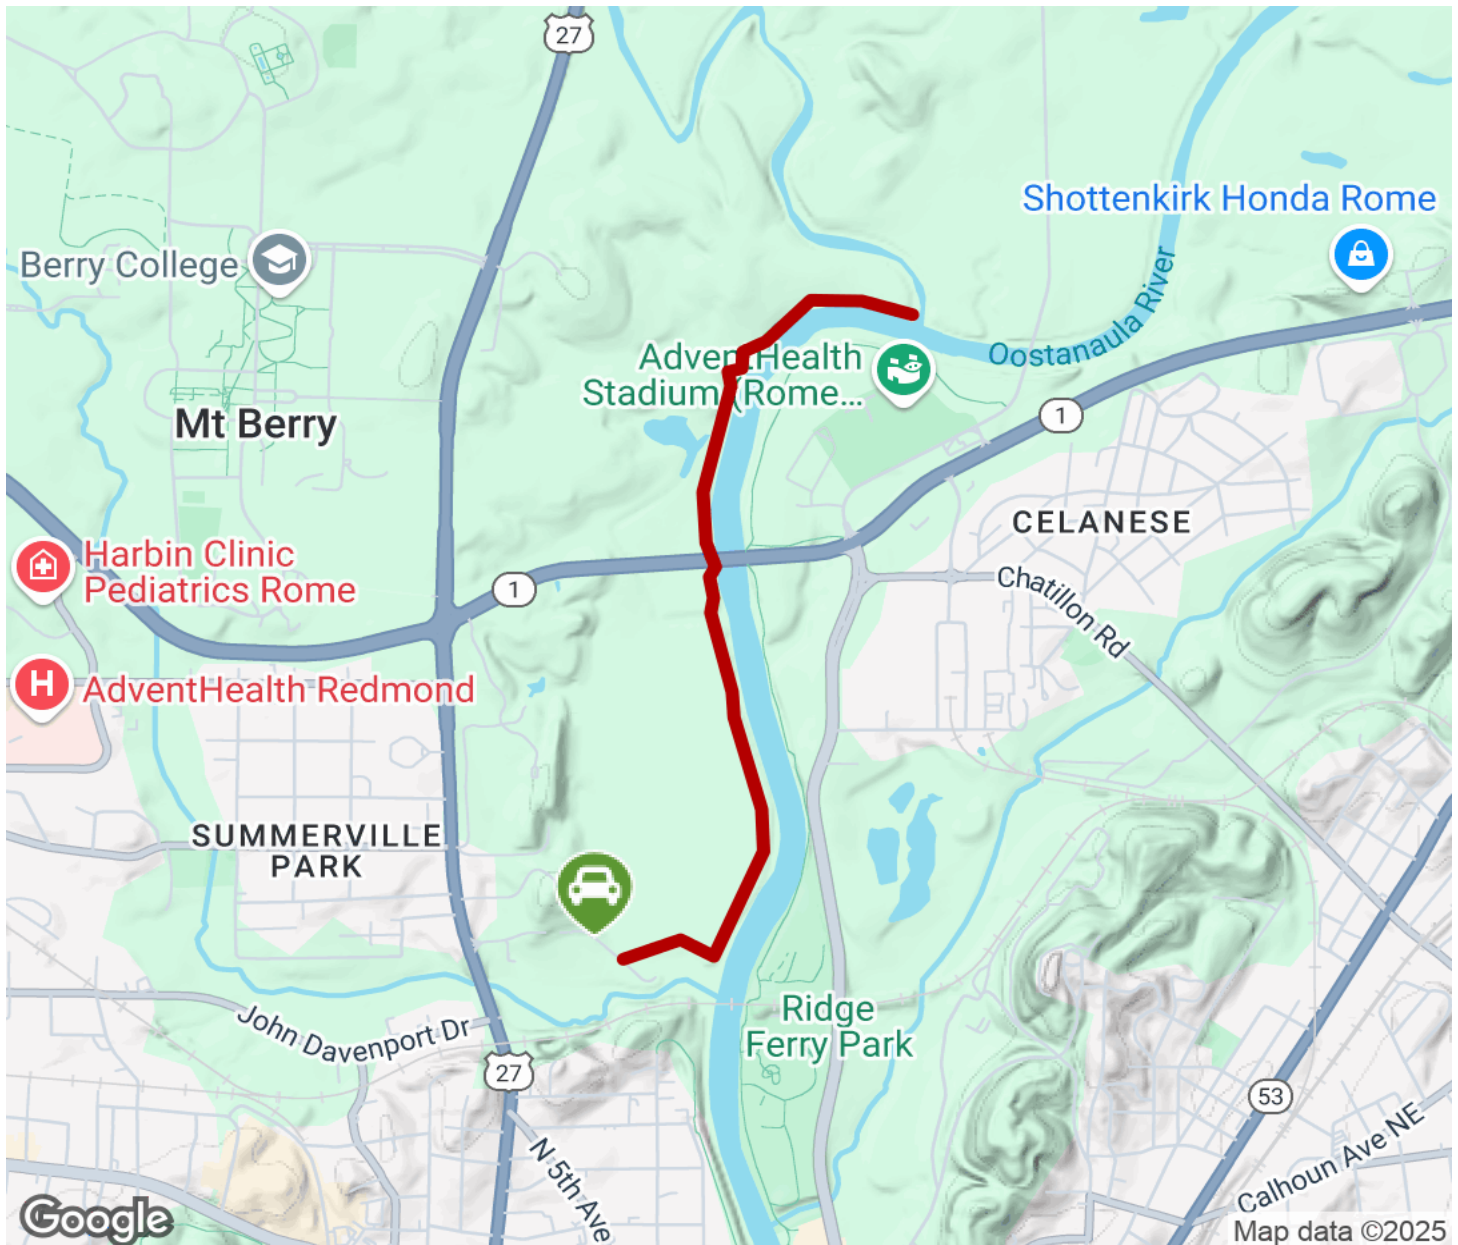 27
Shottenkirk Honda Rome
Berry College
Oostanaula River
AdventHealth
Stadium (Rome...
Mt Berry
1
CELANESE
Harbin Clinic
Pediatrics Rome
1
Chatillon Rd
H
AdventHealth Redmond
SUMMERVILLE
PARK
Ridge
Ferry Park
John Davenport Dr
27
53
N 5th Ave
Calhoun Ave NE
Google
Map data ©2025